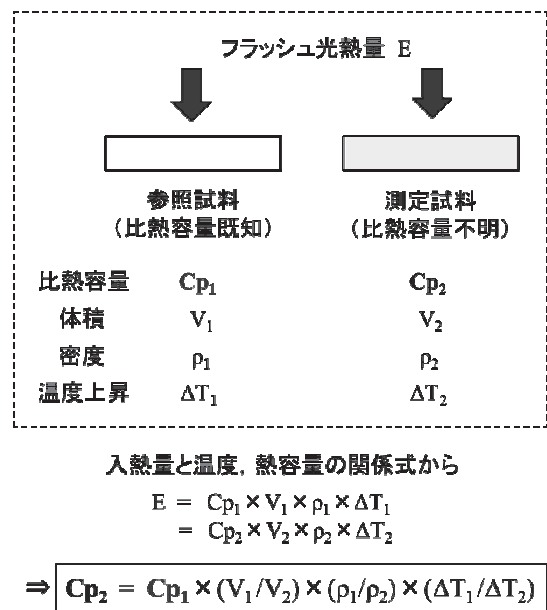 フラッシュ光熱量 E
参照試料 測定試料
(比熱容量既知) (比熱容量不明)
比熱容量 Cp₁ Cp₂
体積 V₁ V₂
密度 ρ₁ ρ₂
温度上昇 ΔT₁ ΔT₂
入熱量と温度,熱容量の関係式から
E = Cp₁×V₁×ρ₁×ΔT₁
= Cp₂×V₂×ρ₂×ΔT₂
⇒ Cp₂ = Cp₁×(V₁/V₂)×(ρ₁/ρ₂)×(ΔT₁/ΔT₂)